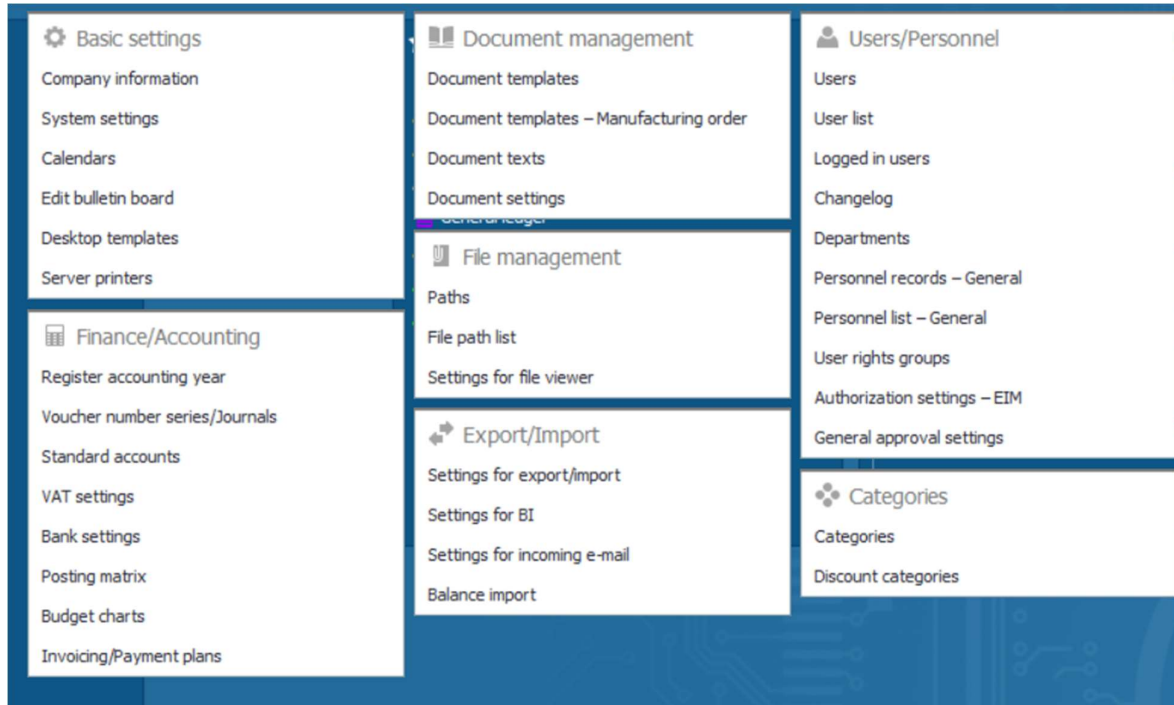 Basic settings
Company information
System settings
Calendars
Edit bulletin board
Desktop templates
Server printers
Finance/Accounting
Register accounting year
Voucher number series/Journals
Standard accounts
VAT settings
Bank settings
Posting matrix
Budget charts
Invoicing/Payment plans
Document management
Document templates
Document templates – Manufacturing order
Document texts
Document settings
General ledger
File management
Paths
File path list
Settings for file viewer
Export/Import
Settings for export/import
Settings for BI
Settings for incoming e-mail
Balance import
Users/Personnel
Users
User list
Logged in users
Changelog
Departments
Personnel records – General
Personnel list – General
User rights groups
Authorization settings – EIM
General approval settings
Categories
Categories
Discount categories